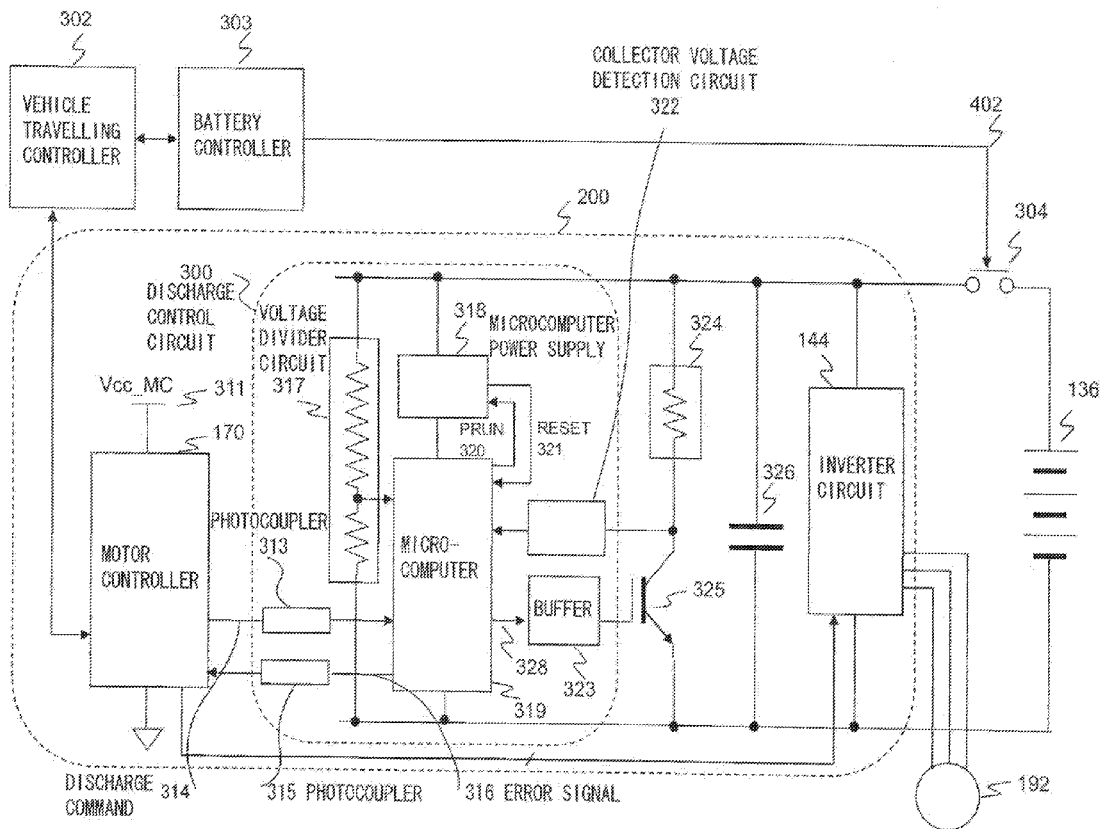 302
303
VEHICLE
TRAVELLING
CONTROLLER
BATTERY
CONTROLLER
COLLECTOR VOLTAGE
DETECTION CIRCUIT
322
402
200
304
300
DISCHARGE
CONTROL
CIRCUIT
VOLTAGE
DIVIDER
CIRCUIT
317
318
MICROCOMPUTER
POWER SUPPLY
324
144
136
Vcc_MC
311
170
PRUN
320
RESET
321
326
INVERTER
CIRCUIT
PHOTOCOUPLER
313
MOTOR
CONTROLLER
MICRO-
COMPUTER
BUFFER
325
328
323
319
DISCHARGE
COMMAND
314
315 PHOTOCOUPLER
316 ERROR SIGNAL
192